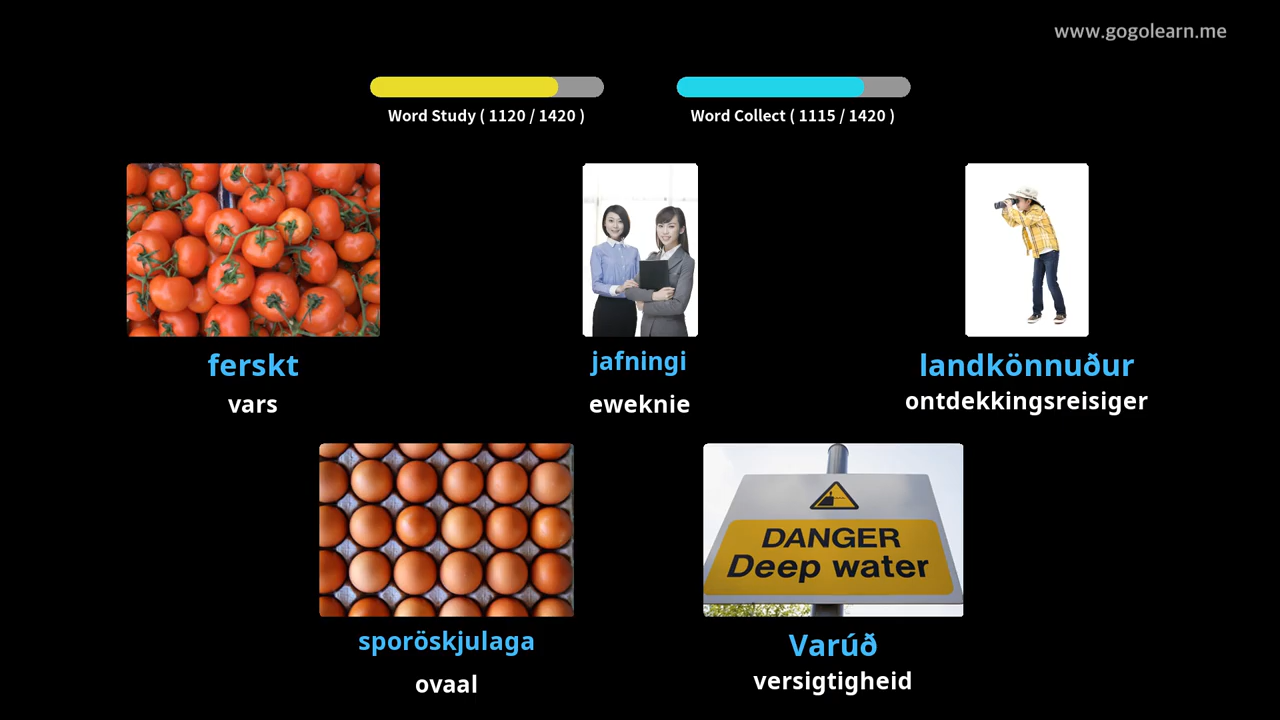 www.gogolearn.me
Word Study ( 1120 / 1420 )
Word Collect ( 1115 / 1420 )
ferskt
vars
jafningi
eweknie
landkönnuður
ontdekkingsreisiger
sporöskjulaga
ovaal
DANGER
Deep water
Varúð
versigtigheid